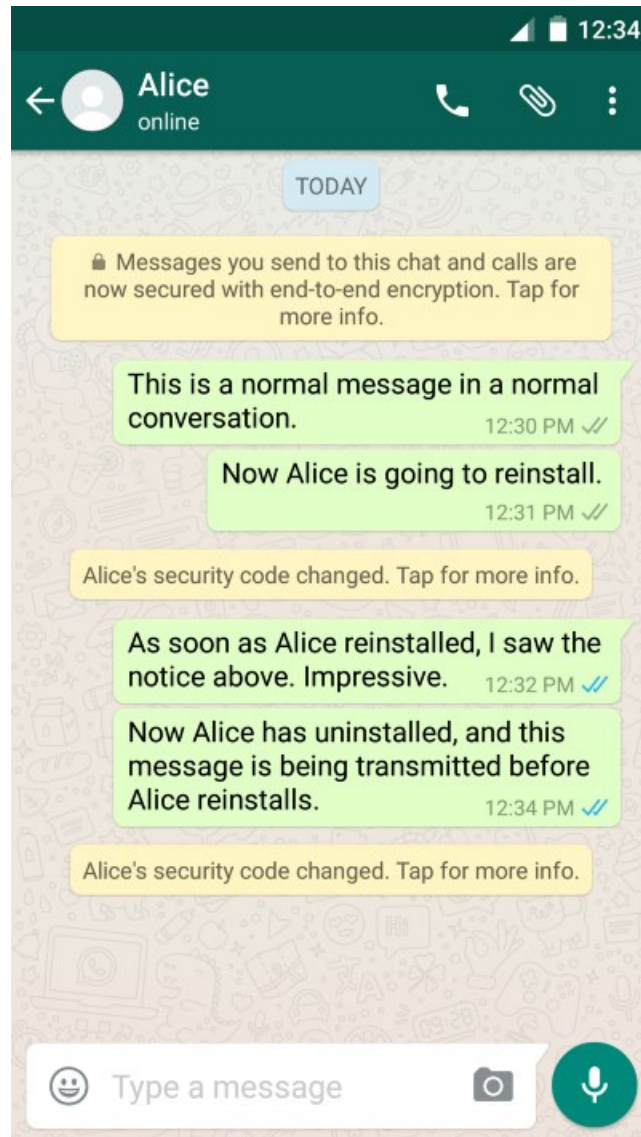 12:34
Alice
online
TODAY
Messages you send to this chat and calls are
now secured with end-to-end encryption. Tap for
more info.
This is a normal message in a normal
conversation. 12:30 PM
Now Alice is going to reinstall.
12:31 PM
Alice's security code changed. Tap for more info.
As soon as Alice reinstalled, I saw the
notice above. Impressive. 12:32 PM
Now Alice has uninstalled, and this
message is being transmitted before
Alice reinstalls. 12:34 PM
Alice's security code changed. Tap for more info.
Type a message